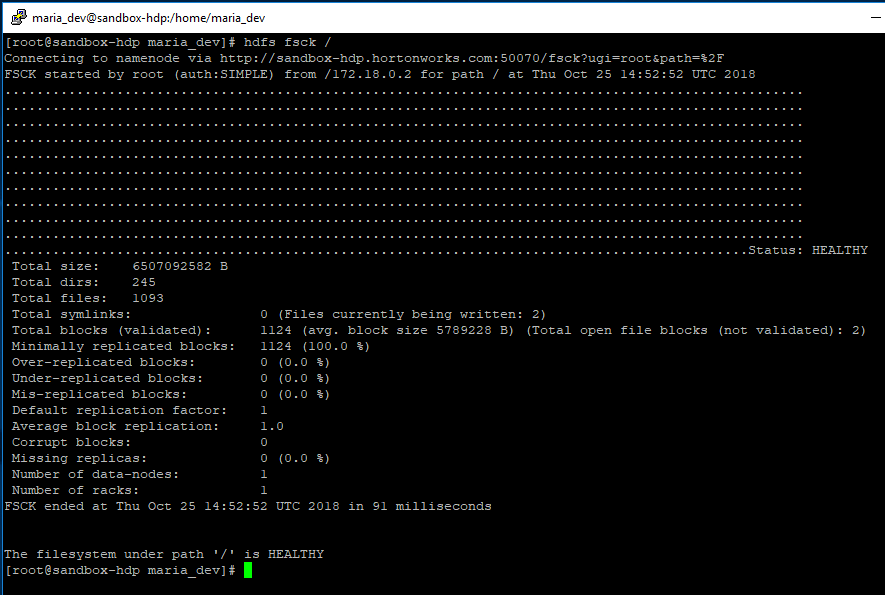 maria_dev@sandbox-hdp:/home/maria_dev
[root@sandbox-hdp maria_dev]# hdfs fsck /
Connecting to namenode via http://sandbox-hdp.hortonworks.com:50070/fsck?ugi=root&path=%2F
FSCK started by root (auth:SIMPLE) from /172.18.0.2 for path / at Thu Oct 25 14:52:52 UTC 2018
....................................................................................................
....................................................................................................
....................................................................................................
....................................................................................................
....................................................................................................
....................................................................................................
....................................................................................................
....................................................................................................
....................................................................................................
....................................................................................................
.............................................................................................Status: HEALTHY
 Total size:    6507092582 B
 Total dirs:    245
 Total files:   1093
 Total symlinks:                0 (Files currently being written: 2)
 Total blocks (validated):      1124 (avg. block size 5789228 B) (Total open file blocks (not validated): 2)
 Minimally replicated blocks:   1124 (100.0 %)
 Over-replicated blocks:        0 (0.0 %)
 Under-replicated blocks:       0 (0.0 %)
 Mis-replicated blocks:         0 (0.0 %)
 Default replication factor:    1
 Average block replication:     1.0
 Corrupt blocks:                0
 Missing replicas:              0 (0.0 %)
 Number of data-nodes:          1
 Number of racks:               1
FSCK ended at Thu Oct 25 14:52:52 UTC 2018 in 91 milliseconds
The filesystem under path '/' is HEALTHY
[root@sandbox-hdp maria_dev]#